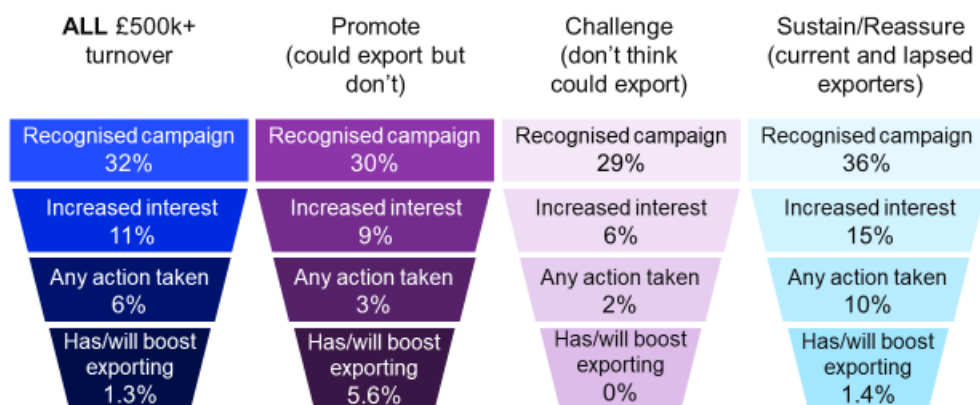 ALL £500k+
turnover
Promote
(could export but
don't)
Challenge
(don't think
could export)
Sustain/Reassure
(current and lapsed
exporters)
Recognised campaign
32%
Recognised campaign
30%
Recognised campaign
29%
Recognised campaign
36%
Increased interest
11%
Increased interest
9%
Increased interest
6%
Increased interest
15%
Any action taken
6%
Any action taken
3%
Any action taken
2%
Any action taken
10%
Has/will boost
exporting
1.3%
Has/will boost
exporting
5.6%
Has/will boost
exporting
0%
Has/will boost
exporting
1.4%